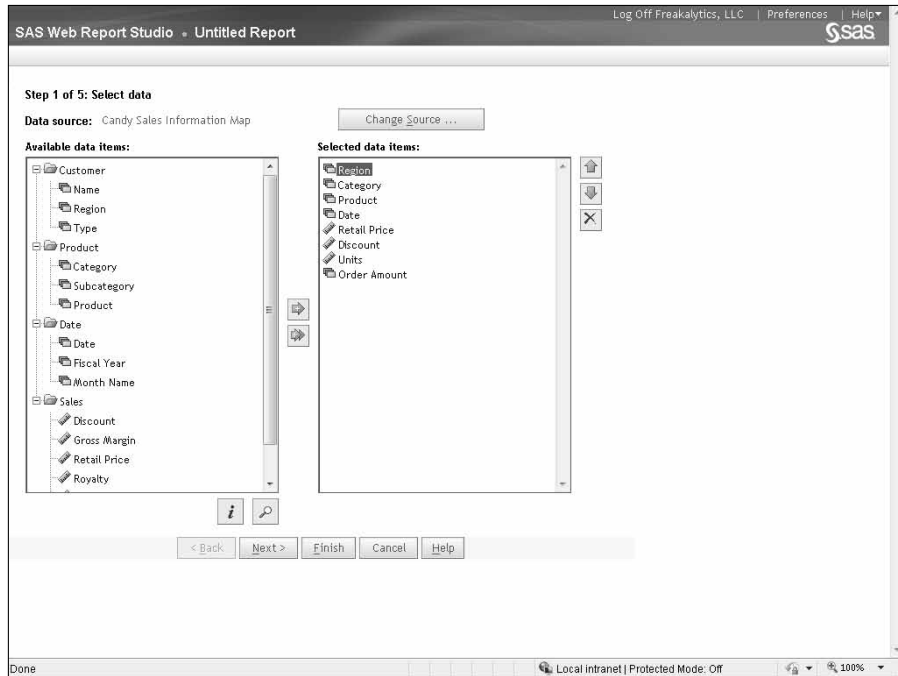 Log Off Freakalytics, LLC | Preferences | Help
SAS Web Report Studio • Untitled Report
sas
Step 1 of 5: Select data
Data source: Candy Sales Information Map
Change Source ...
Available data items:
Customer
Name
Region
Type
Product
Category
Subcategory
Product
Date
Date
Fiscal Year
Month Name
Sales
Discount
Gross Margin
Retail Price
Royalty
Selected data items:
Region
Category
Product
Date
Retail Price
Discount
Units
Order Amount
i
< Back
Next >
Finish
Cancel
Help
Done
Local intranet | Protected Mode: Off
100%